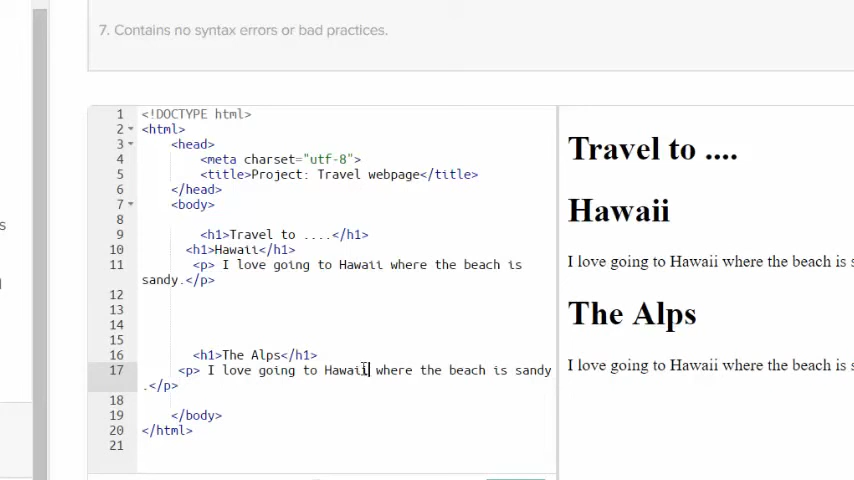 7. Contains no syntax errors or bad practices.
1 <!DOCTYPE html>
2 <html>
3 <head>
4 <meta charset="utf-8">
5 <title>Project: Travel webpage</title>
6 </head>
7 <body>
8
9 <h1>Travel to ....</h1>
10 <h1>Hawaii</h1>
11 <p> I love going to Hawaii where the beach is
sandy.</p>
12
13
14
15
16 <h1>The Alps</h1>
17 <p> I love going to Hawaii where the beach is sandy
.</p>
18
19 </body>
20 </html>
21
Travel to ....
Hawaii
I love going to Hawaii where the beach is s
The Alps
I love going to Hawaii where the beach is s
s